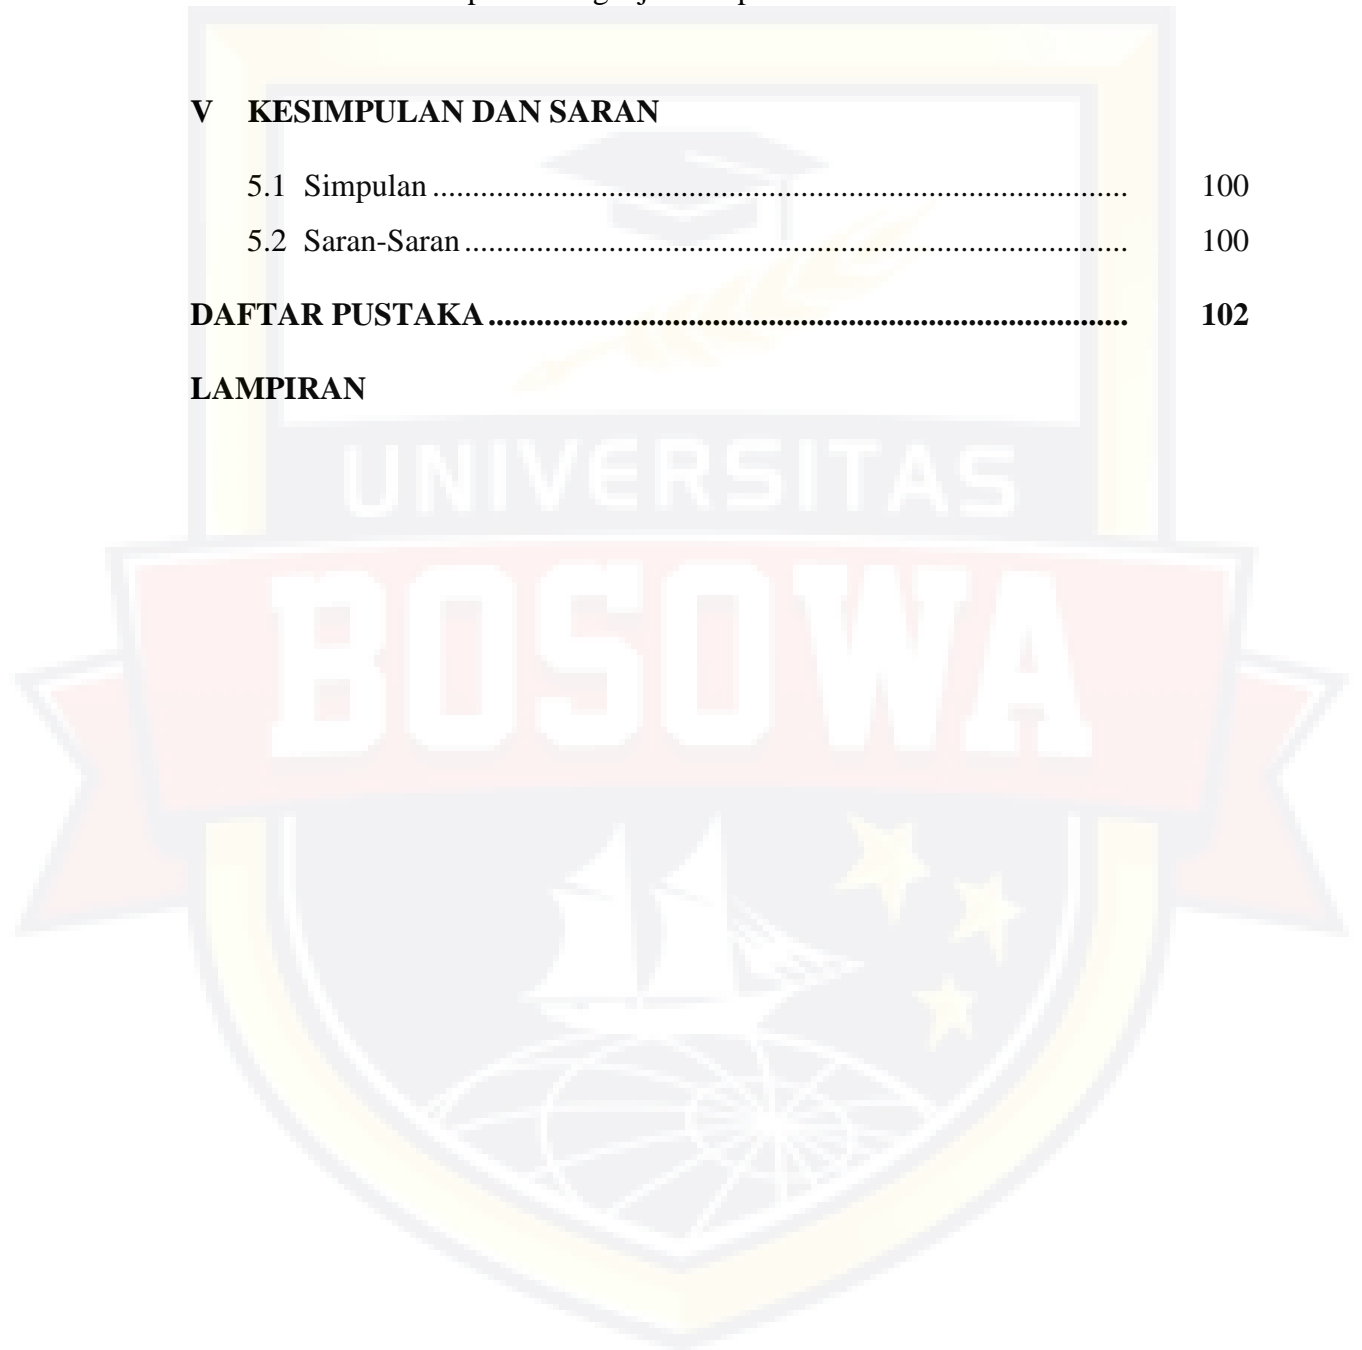 V KESIMPULAN DAN SARAN
5.1 Simpulan ........................................................................................ 100
5.2 Saran-Saran .................................................................................... 100
DAFTAR PUSTAKA ................................................................................ 102
LAMPIRAN
UNIVERSITAS
BOSOWA